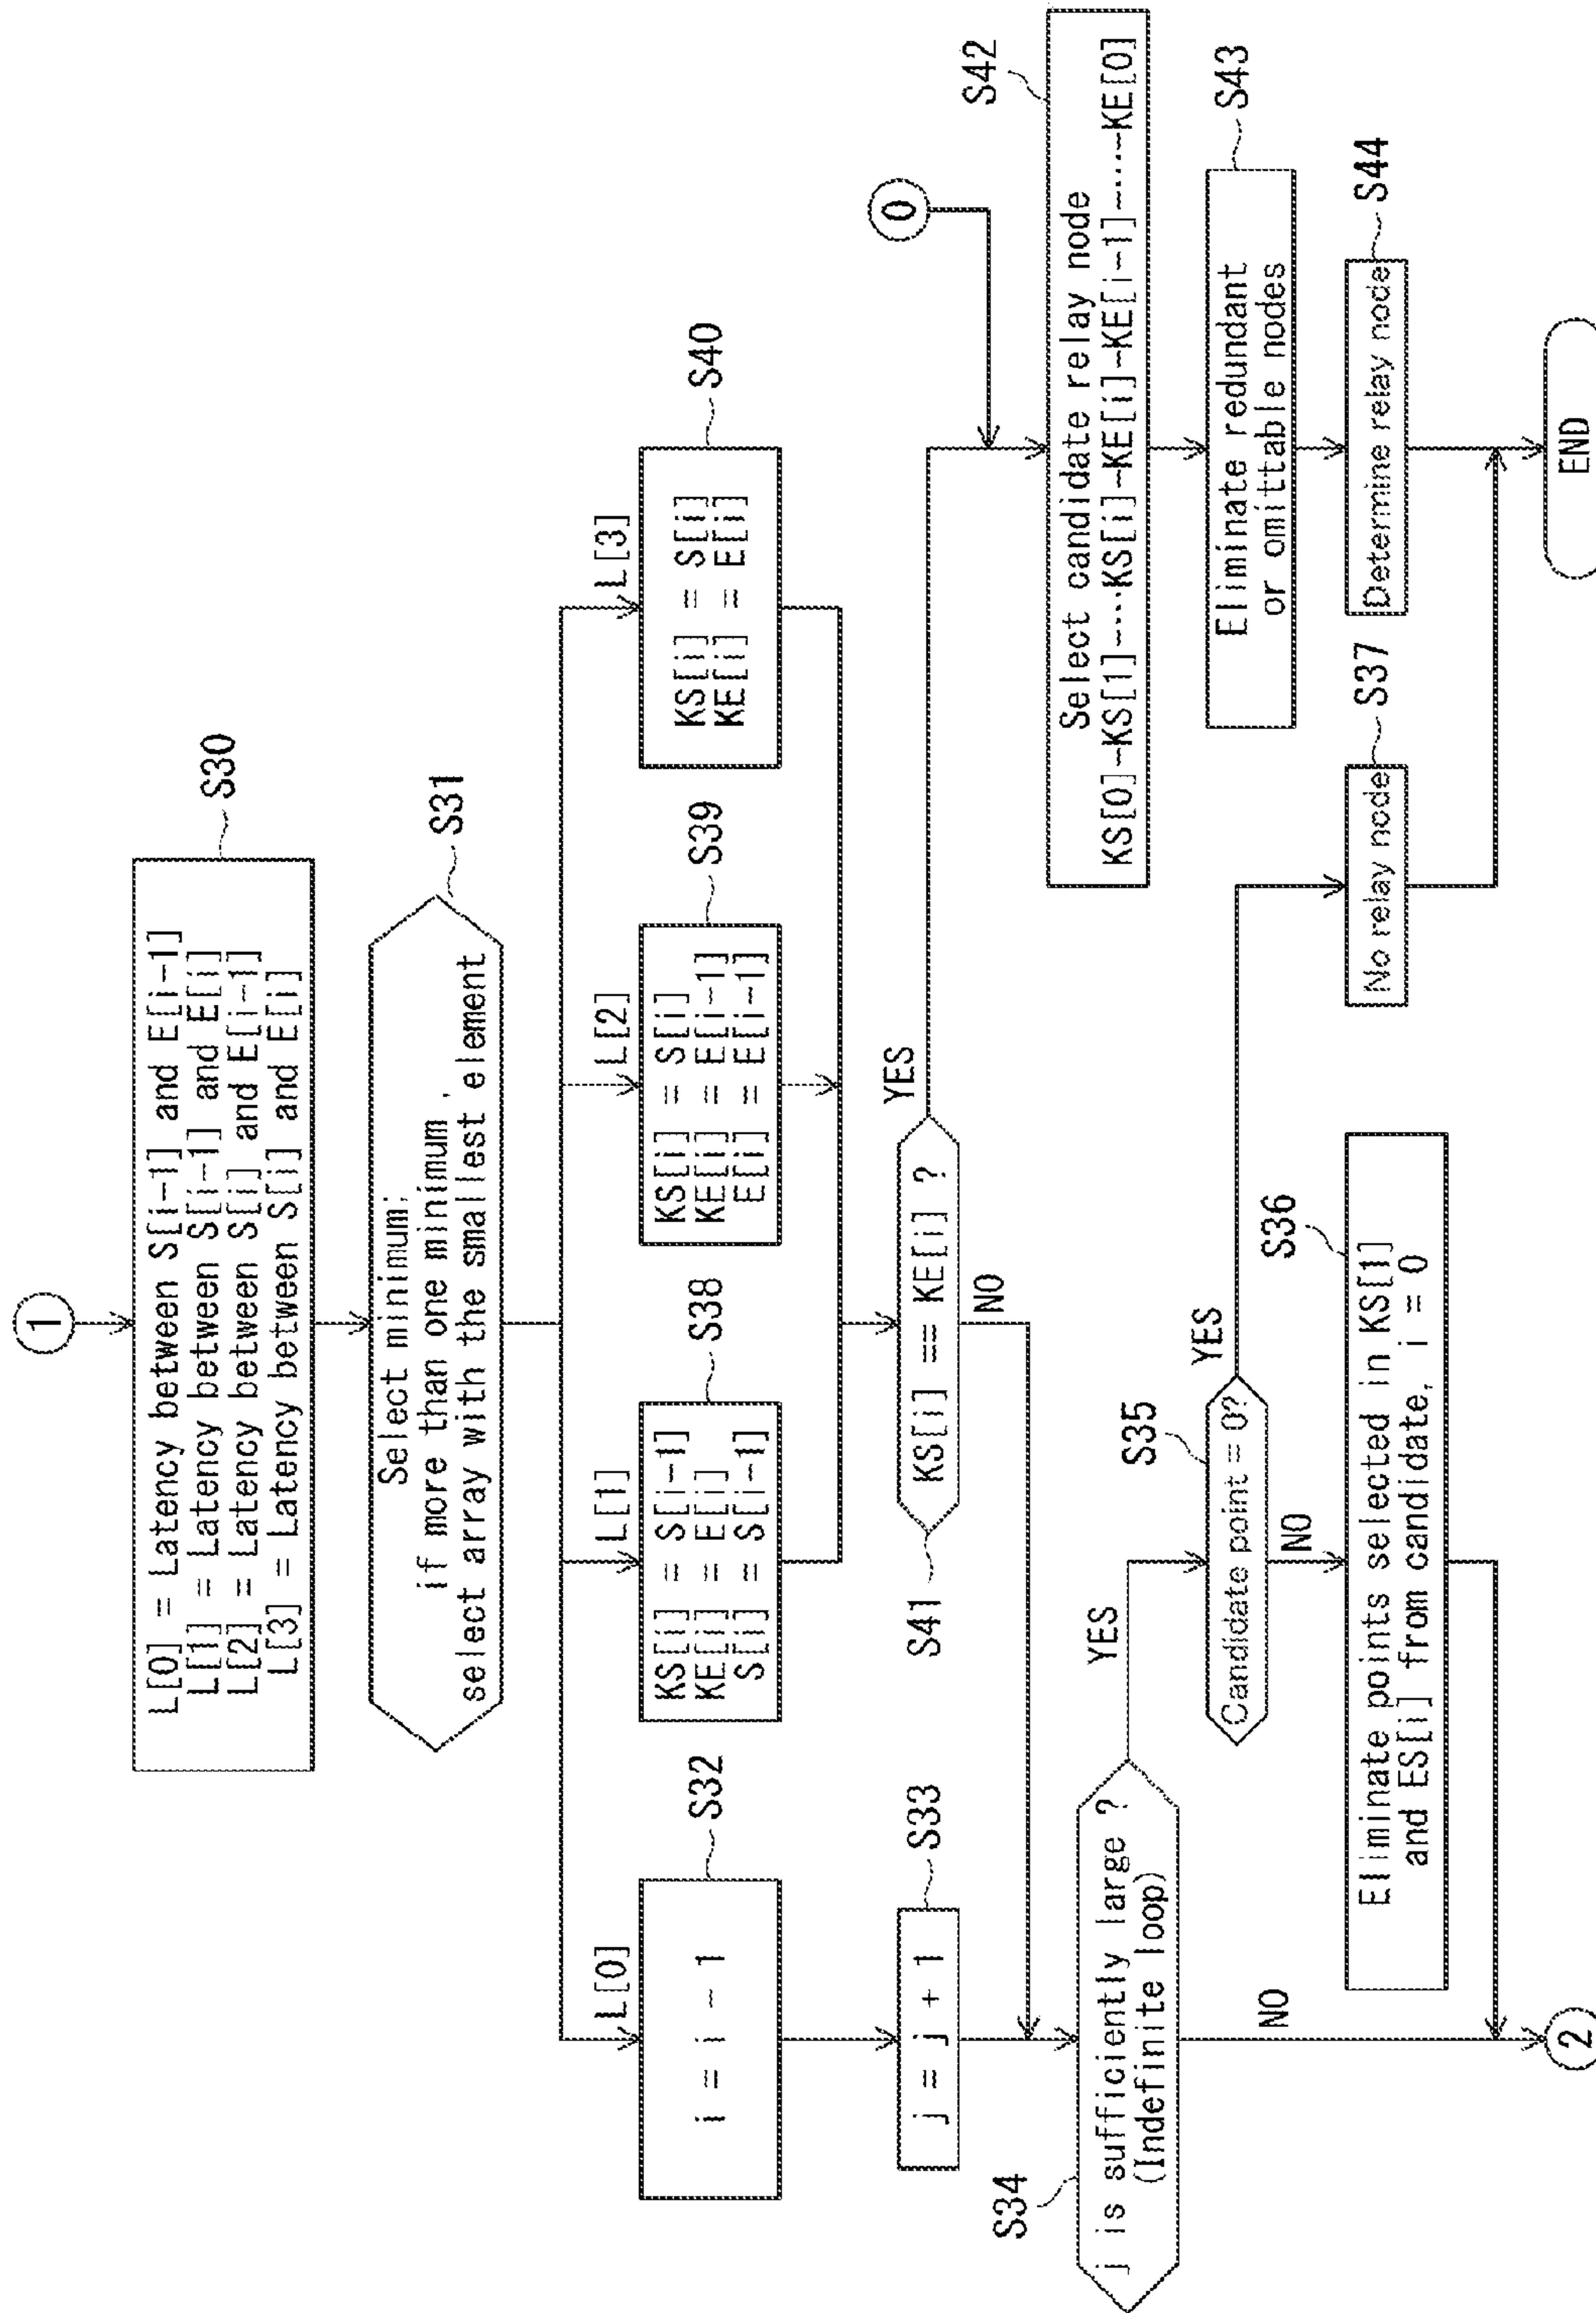 1
L[0] = Latency between S[i-1] and E[i-1]
L[1] = Latency between S[i-1] and E[i]
L[2] = Latency between S[i] and E[i-1]
L[3] = Latency between S[i] and E[i]
S30
Select minimum;
if more than one minimum,
select array with the smallest element
S31
L[0]
i = i - 1
S32
L[1]
KS[i] = S[i-1]
KE[i] = E[i]
S[i] = S[i-1]
S38
L[2]
KS[i] = S[i]
KE[i] = E[i-1]
E[i] = E[i-1]
S39
L[3]
KS[i] = S[i]
KE[i] = E[i]
S40
j = j + 1
S33
S41
KS[i] == KE[i] ?
YES
NO
0
S34
j is sufficiently large ?
(Indefinite loop)
YES
NO
S35
Candidate point = 0?
YES
NO
S36
Eliminate points selected in KS[1]
and ES[i] from candidate, i = 0
2
S42
Select candidate relay node
KS[0]-KS[1]-...KS[i]-KE[i]-KE[i-1]-...-KE[0]
Eliminate redundant
or omittable nodes
S43
No relay node
S37
Determine relay node
S44
END